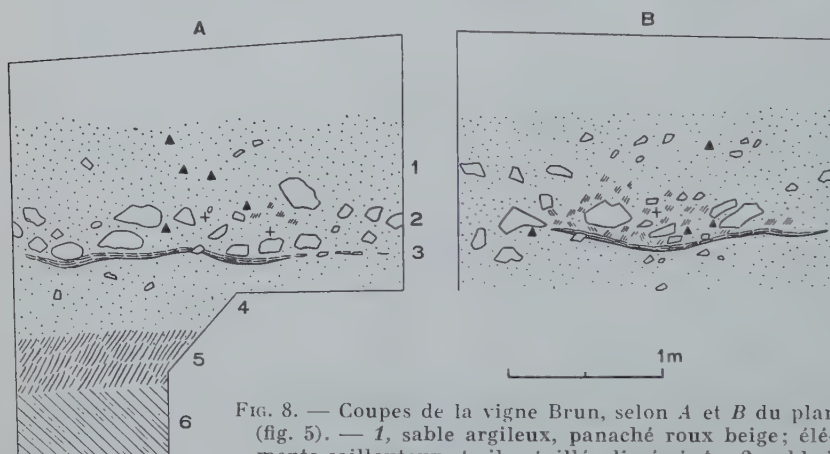 A
B
1
2
3
4
5
6
1m
FIG. 8. — Coupes de la vigne Brun, selon A et B du plan
(fig. 5). — 1, sable argileux, panaché roux beige; élé-